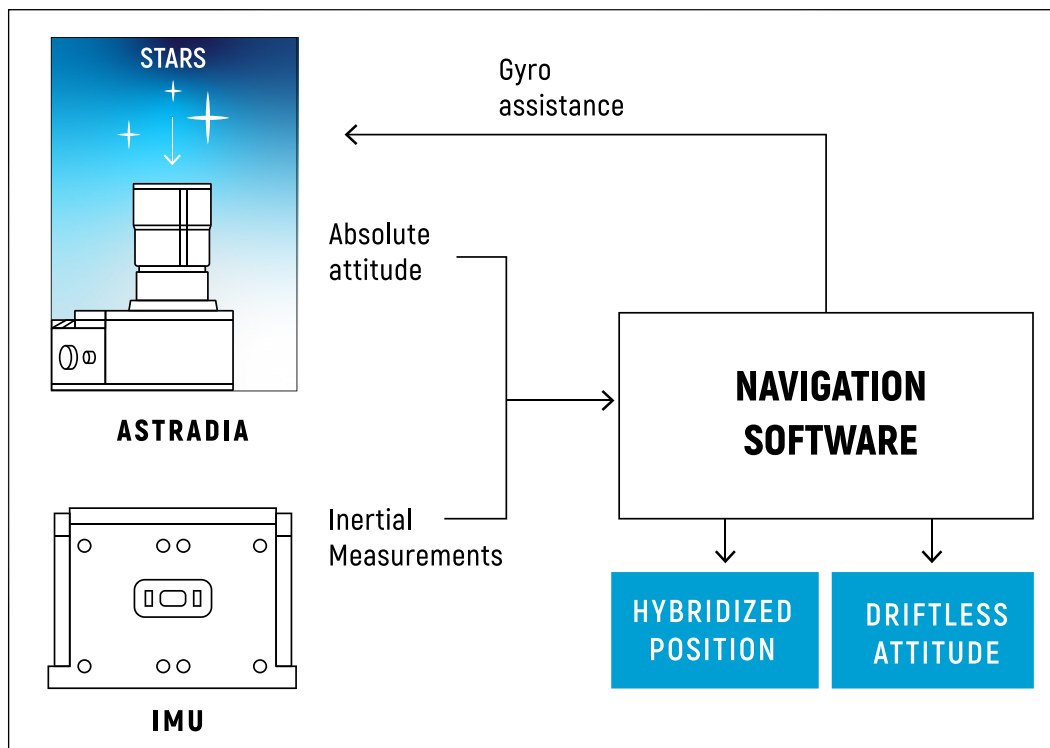 STARS
Gyro
assistance
Absolute
attitude
ASTRADIA
NAVIGATION
SOFTWARE
Inertial
Measurements
IMU
HYBRIDIZED
POSITION
DRIFTLESS
ATTITUDE